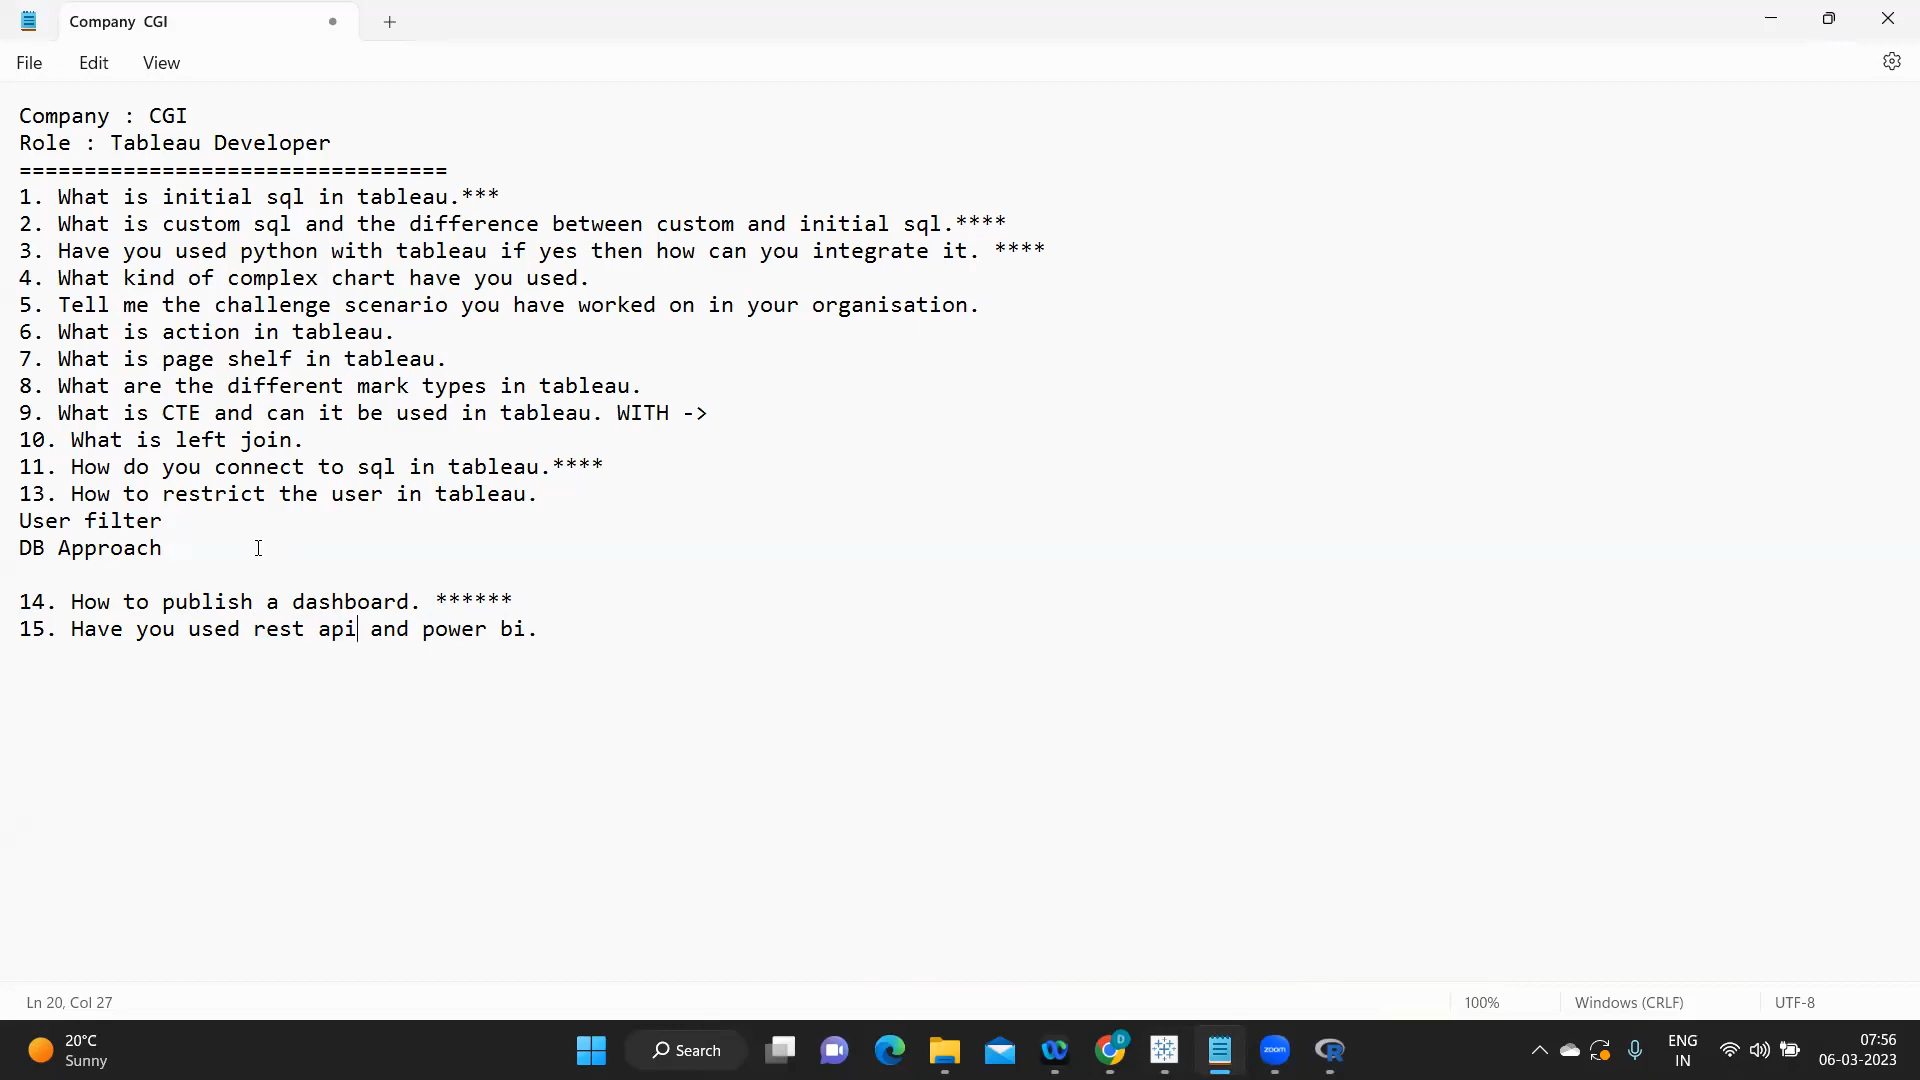 Company CGI
File Edit View
Company : CGI
Role : Tableau Developer
=================================
1. What is initial sql in tableau.***
2. What is custom sql and the difference between custom and initial sql.****
3. Have you used python with tableau if yes then how can you integrate it. ****
4. What kind of complex chart have you used.
5. Tell me the challenge scenario you have worked on in your organisation.
6. What is action in tableau.
7. What is page shelf in tableau.
8. What are the different mark types in tableau.
9. What is CTE and can it be used in tableau. WITH ->
10. What is left join.
11. How do you connect to sql in tableau.****
13. How to restrict the user in tableau.
User filter
DB Approach
14. How to publish a dashboard. ******
15. Have you used rest api and power bi.
Ln 20, Col 27 100% Windows (CRLF) UTF-8
20°C
Sunny
Search
D
zoom
R
ENG
IN
07:56
06-03-2023